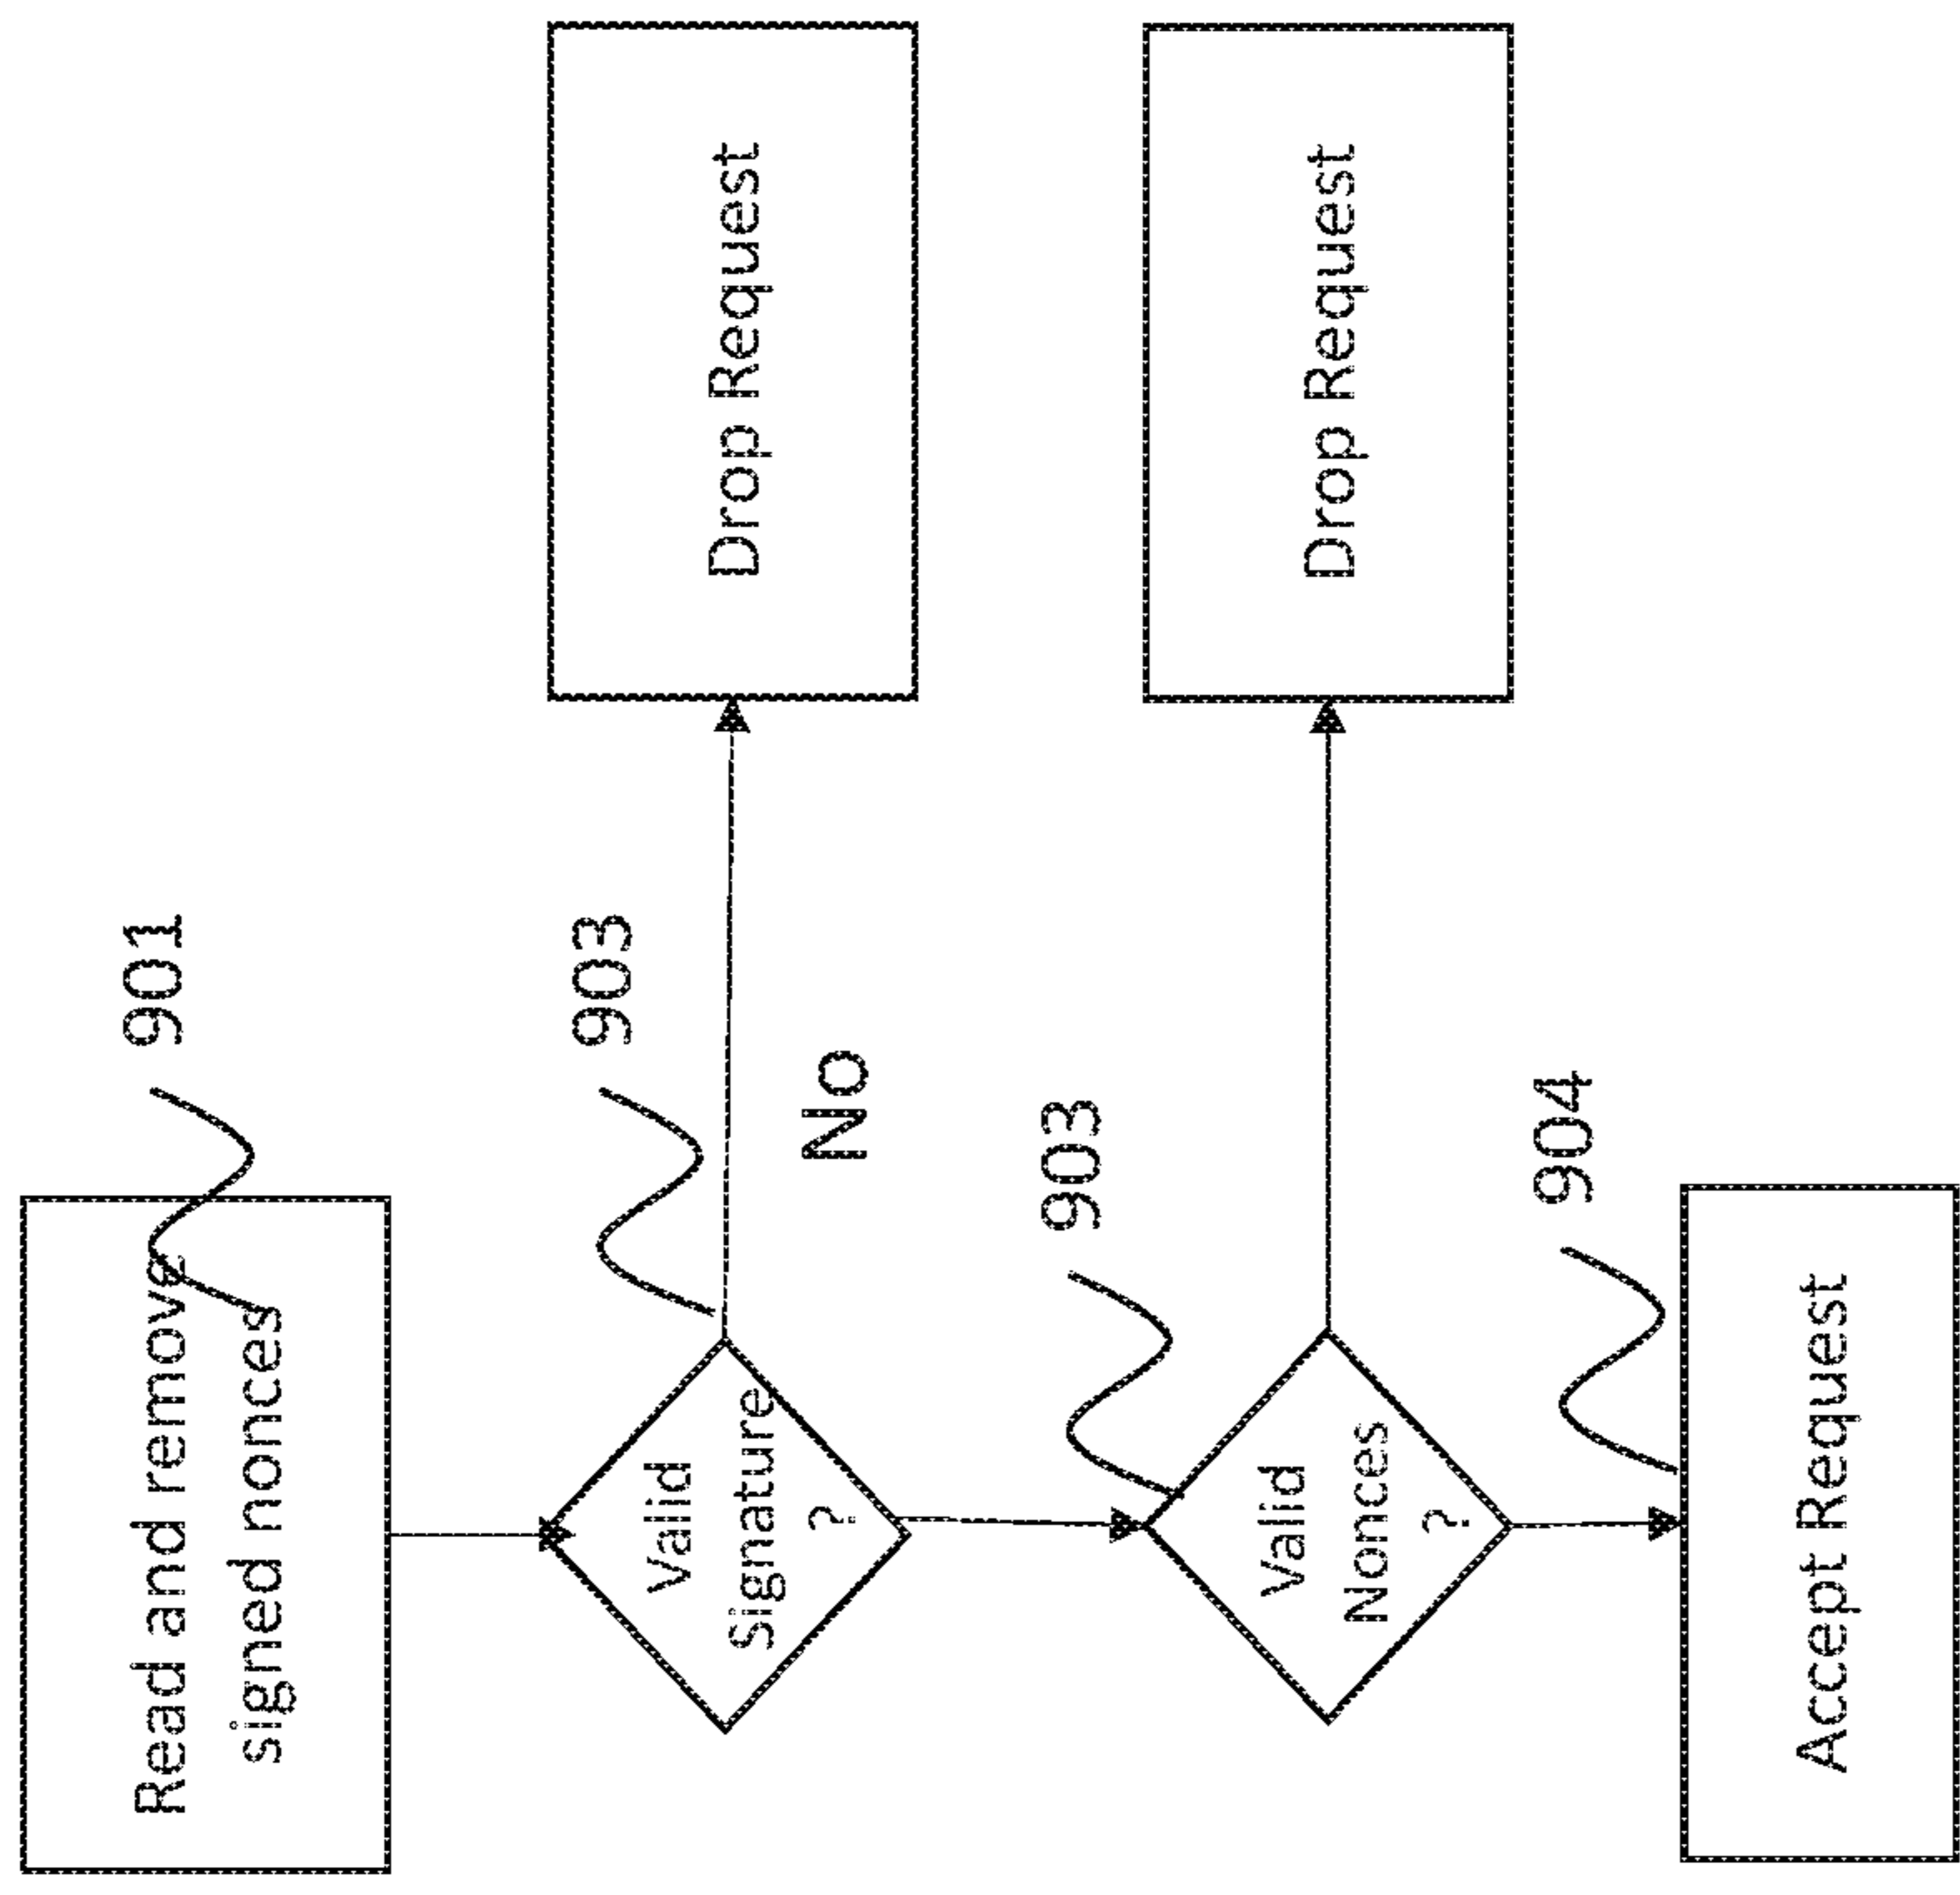 Read and remove
signed nonces
901
Valid
Signature
?
903
No
Drop Request
Valid
Nonces
?
903
Drop Request
Accept Request
904